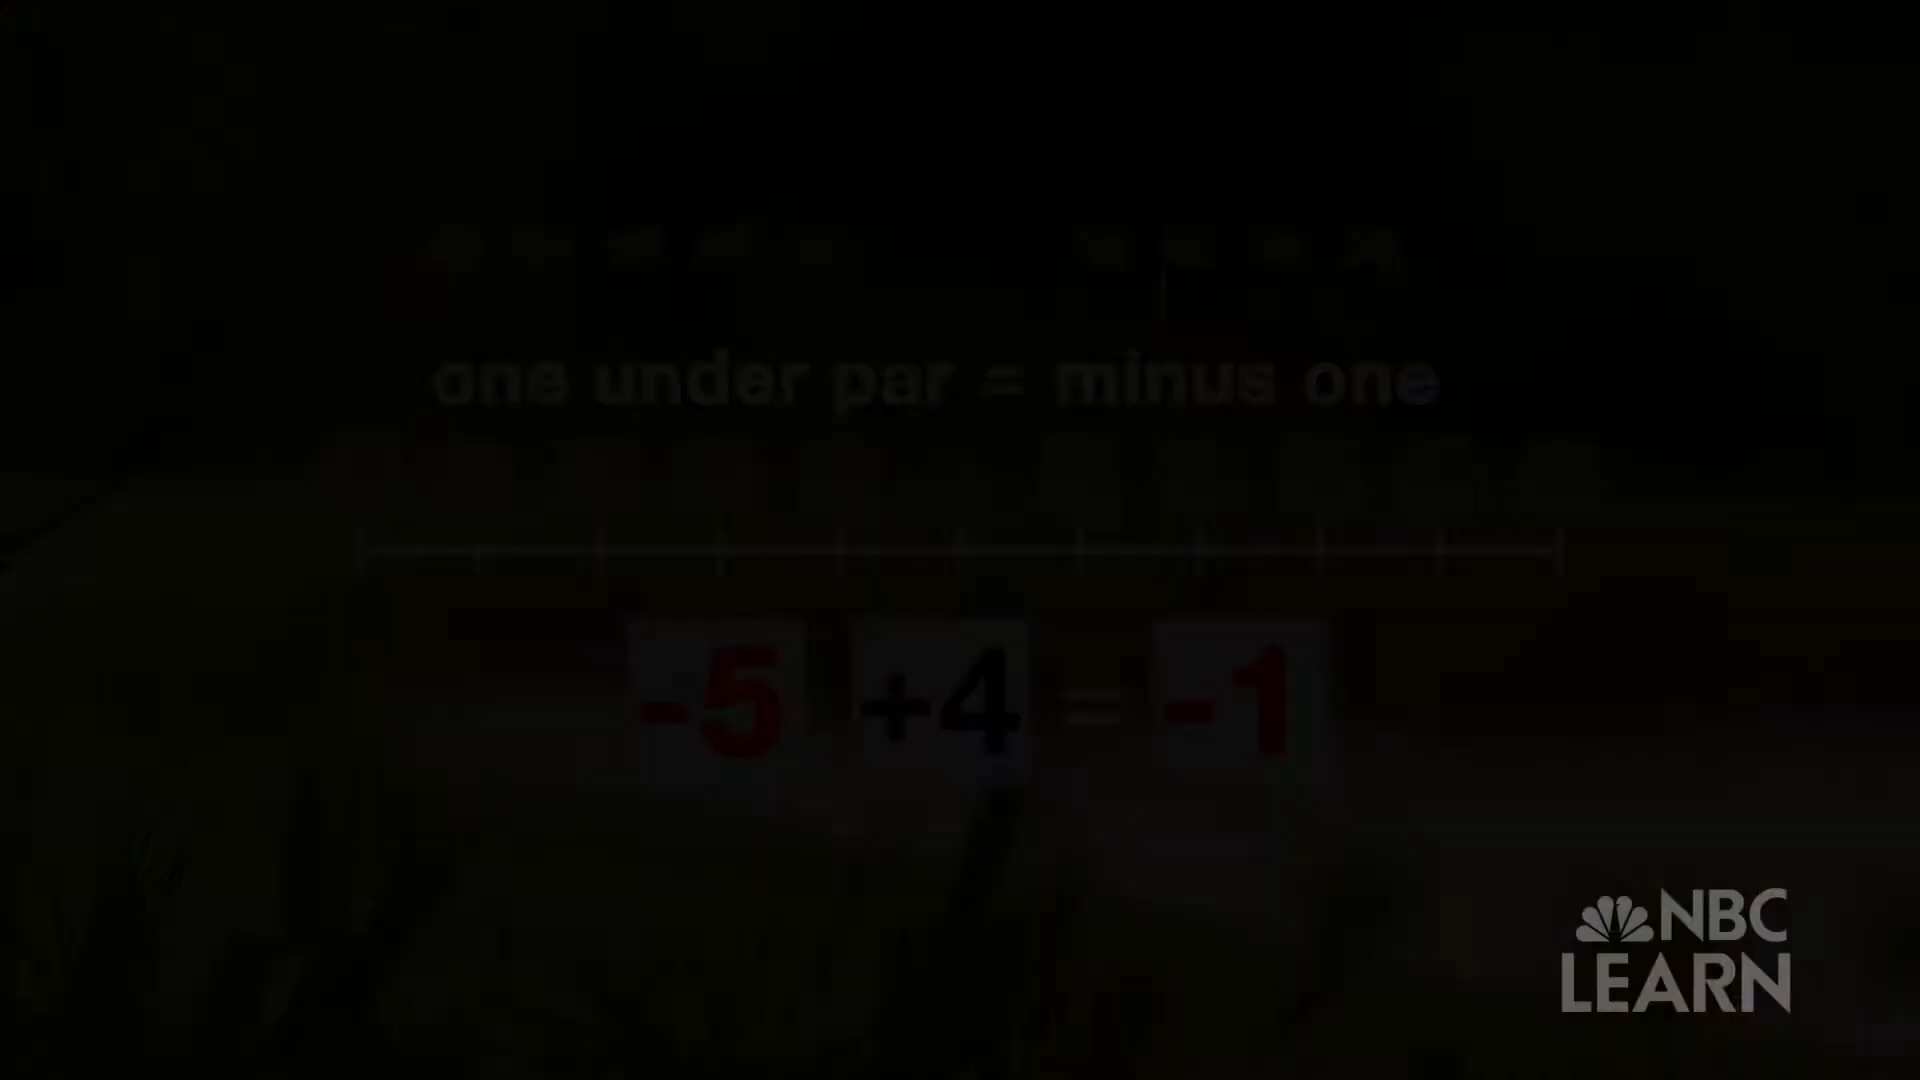 one under par = minus one
-5 +4 = -1
NBC
LEARN